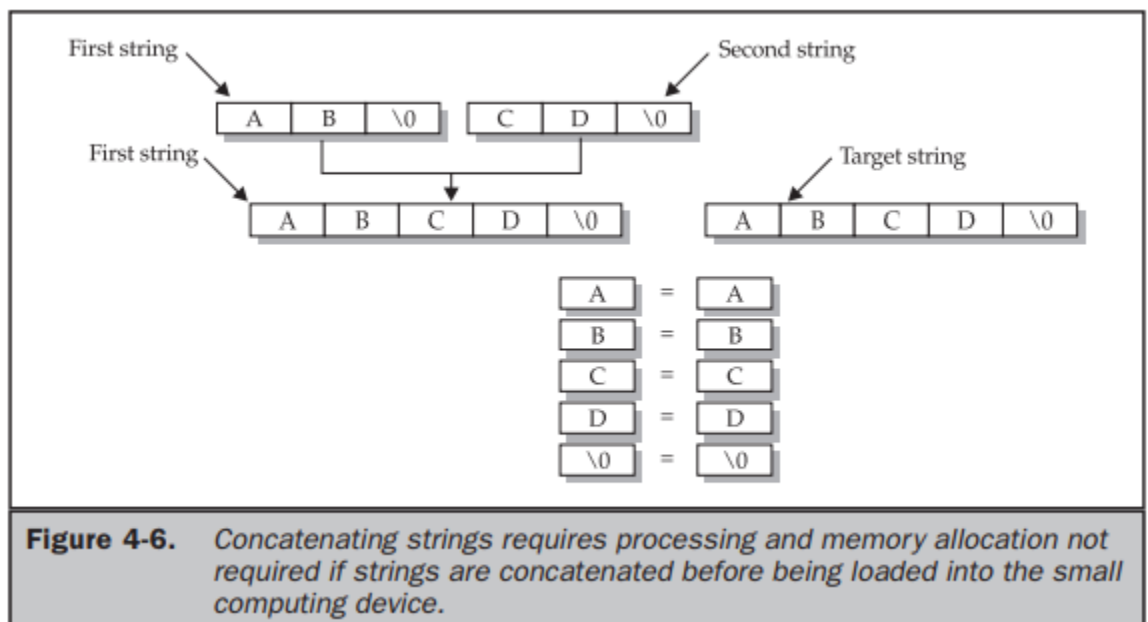 First string
Second string
A B \0
C D \0
First string
Target string
A B C D \0
A B C D \0
A = A
B = B
C = C
D = D
\0 = \0
Figure 4-6. Concatenating strings requires processing and memory allocation not
required if strings are concatenated before being loaded into the small
computing device.